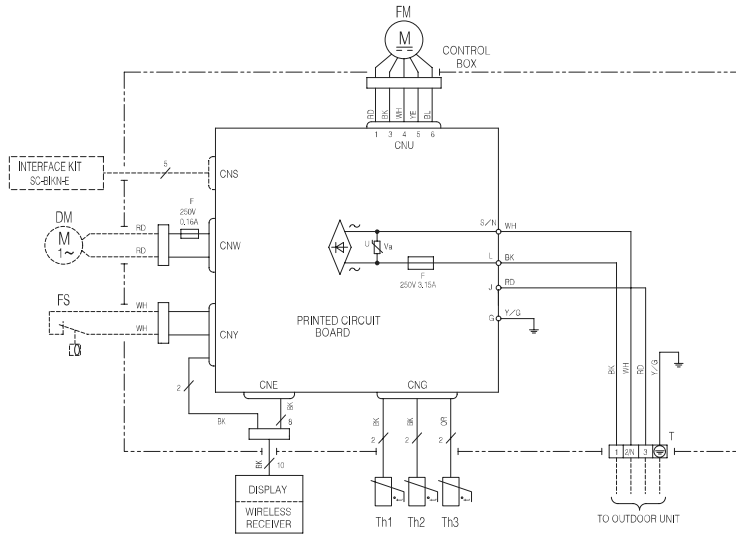 FM
M
CONTROL
BOX
RD
BK
WH
YE
BL
1 3 4 5 6
CNU
INTERFACE KIT
SC-BIKN-E
5
CNS
DM
M
1~
RD
RD
F
250V
0.16A
CNW
FS
WH
WH
CNY
2
BK
CNE
BK
8
BK
10
DISPLAY
WIRELESS
RECEIVER
~
~
U
Va
F
250V 3.15A
PRINTED CIRCUIT
BOARD
S/N WH
L BK
J RD
G Y/G
CNG
BK
2
BK
2
OR
2
Th1 Th2 Th3
BK
WH
RD
Y/G
T
1 2/N 3
TO OUTDOOR UNIT